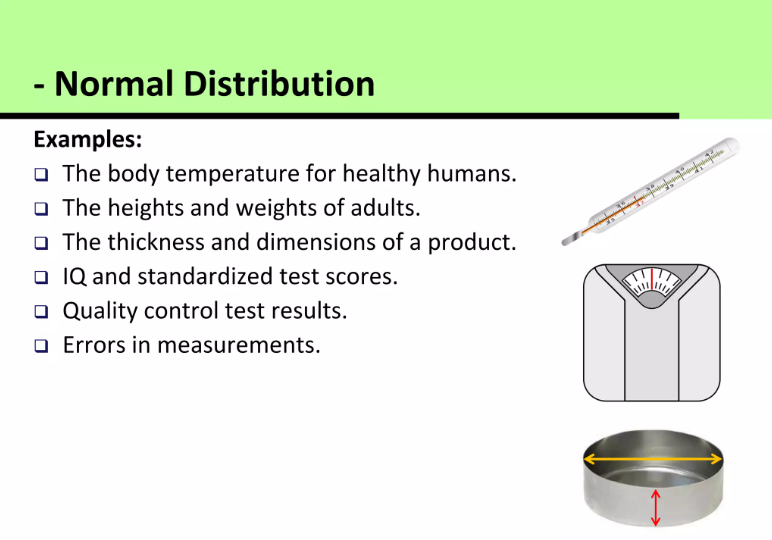 - Normal Distribution
Examples:
❑ The body temperature for healthy humans.
❑ The heights and weights of adults.
❑ The thickness and dimensions of a product.
❑ IQ and standardized test scores.
❑ Quality control test results.
❑ Errors in measurements.